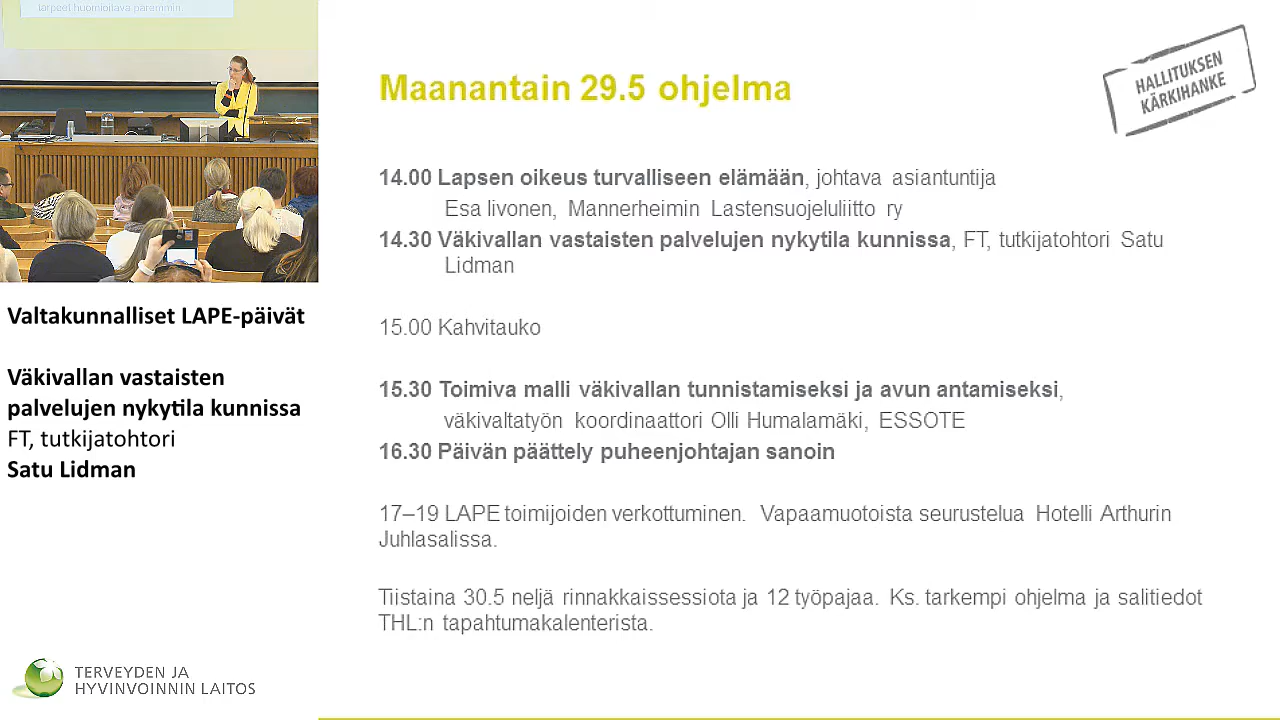 tarpeet huomioitava paremmin
Valtakunnalliset LAPE-päivät
Väkivallan vastaisten
palvelujen nykytila kunnissa
FT, tutkijatohtori
Satu Lidman
TERVEYDEN JA
HYVINVOINNIN LAITOS
Maanantain 29.5 ohjelma
HALLITUKSEN
KÄRKIHANKE
14.00 Lapsen oikeus turvalliseen elämään, johtava asiantuntija
Esa Iivonen, Mannerheimin Lastensuojeluliitto ry
14.30 Väkivallan vastaisten palvelujen nykytila kunnissa, FT, tutkijatohtori Satu
Lidman
15.00 Kahvitauko
15.30 Toimiva malli väkivallan tunnistamiseksi ja avun antamiseksi,
väkivaltatyön koordinaattori Olli Humalamäki, ESSOTE
16.30 Päivän päättely puheenjohtajan sanoin
17–19 LAPE toimijoiden verkottuminen. Vapaamuotoista seurustelua Hotelli Arthurin
Juhlasalissa.
Tiistaina 30.5 neljä rinnakkaissessiota ja 12 työpajaa. Ks. tarkempi ohjelma ja salitiedot
THL:n tapahtumakalenterista.